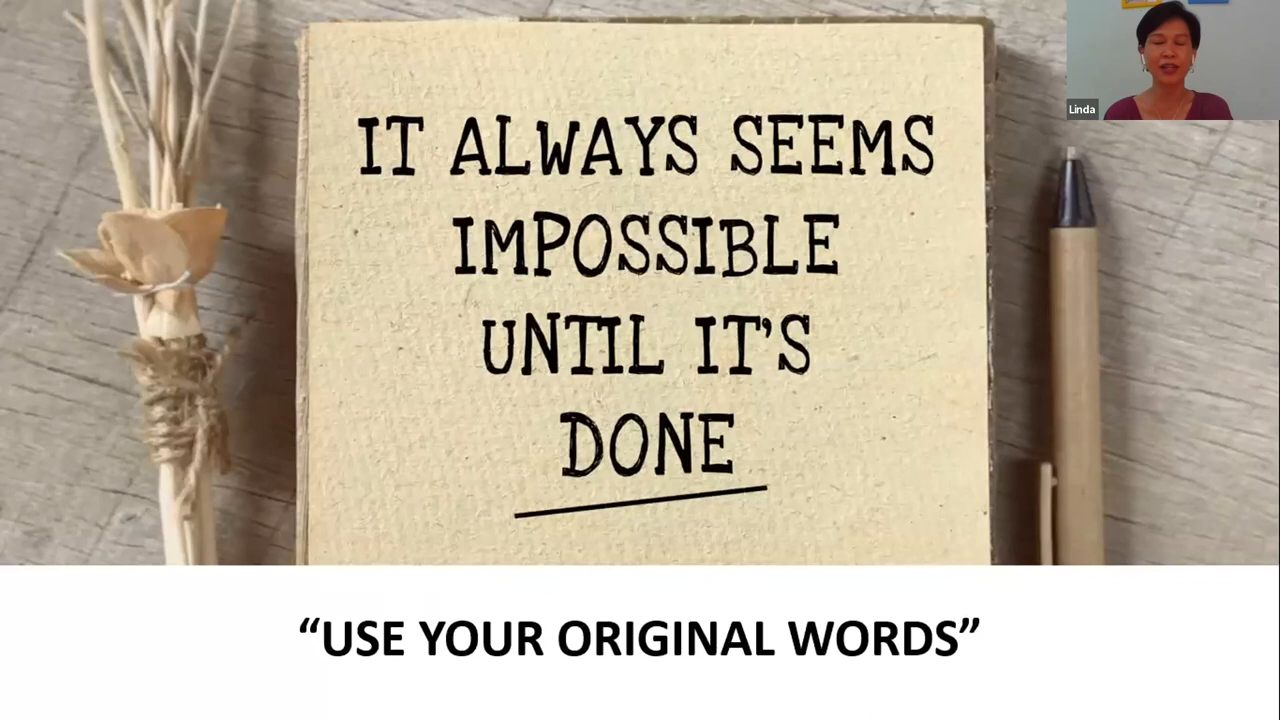 IT ALWAYS SEEMS
IMPOSSIBLE
UNTIL IT'S
DONE
“USE YOUR ORIGINAL WORDS”
Linda